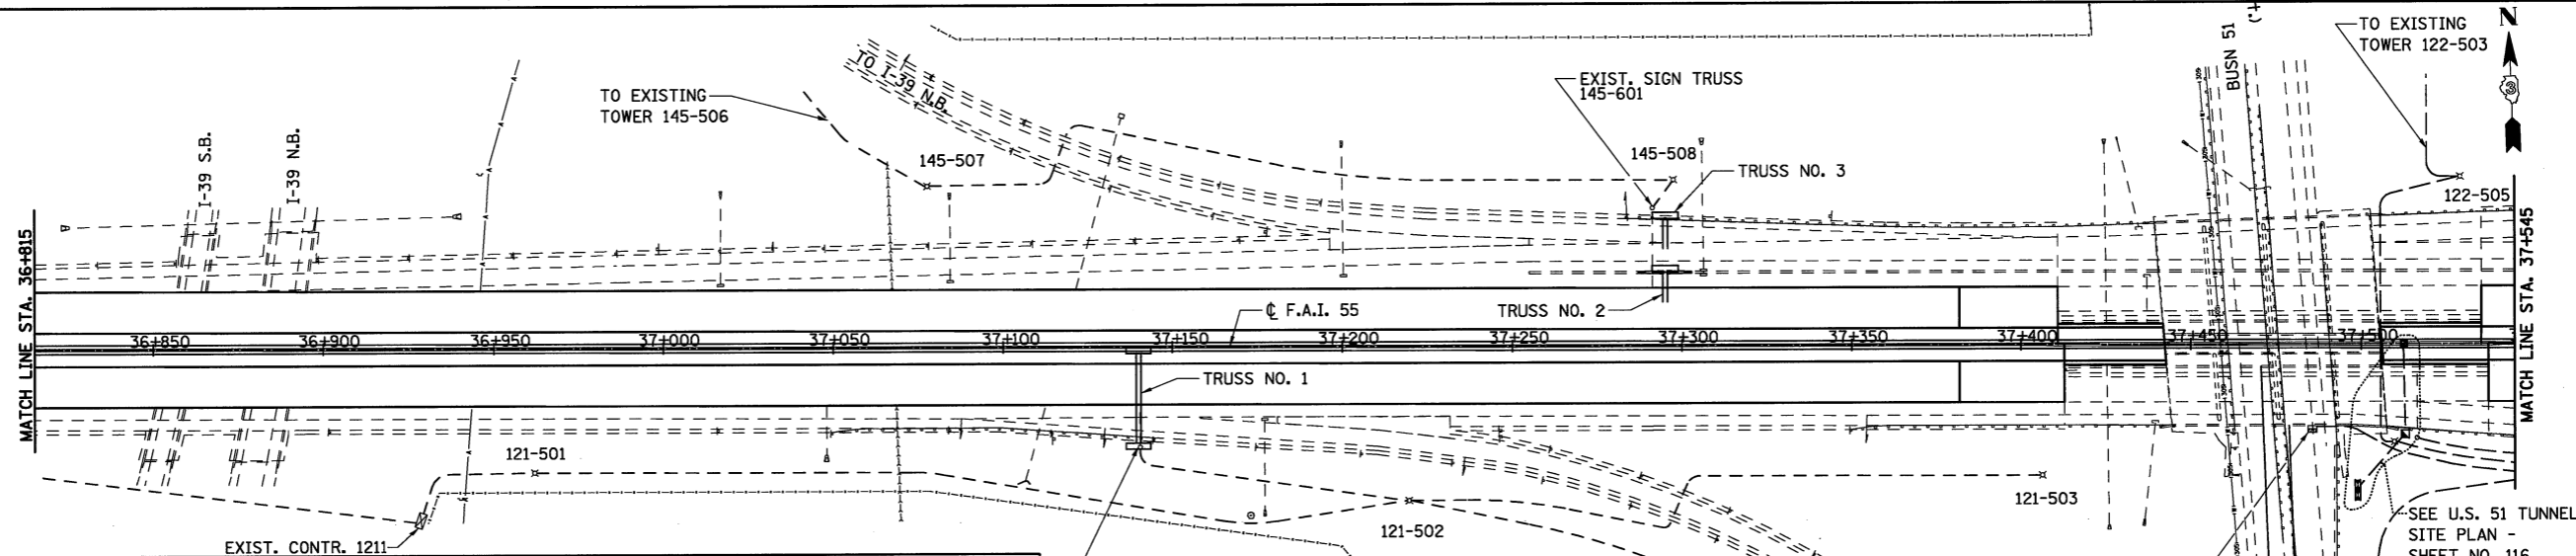 TO EXISTING
TOWER 122-503
N
BUSN 51
TO I-39 N.B.
EXIST. SIGN TRUSS
145-601
TO EXISTING
TOWER 145-506
3
I-39 S.B.
I-39 N.B.
145-507
145-508
TRUSS NO. 3
122-505
MATCH LINE STA. 36+815
MATCH LINE STA. 37+545
℄ F.A.I. 55
TRUSS NO. 2
36+850
36+900
36+950
37+000
37+050
37+100
37+150
37+200
37+250
37+300
37+350
37+400
37+450
37+500
TRUSS NO. 1
121-501
121-502
121-503
EXIST. CONTR. 1211
SEE U.S. 51 TUNNEL
SITE PLAN -
SHEET NO. 116